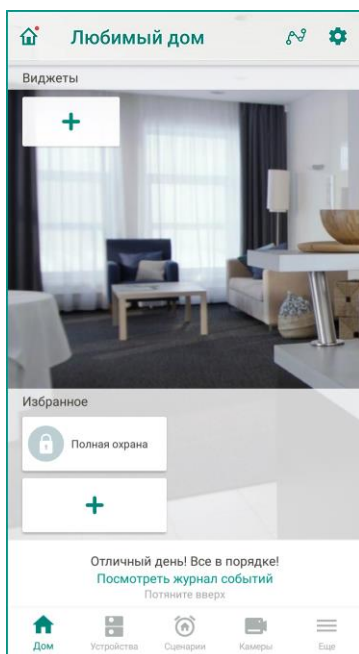 Любимый дом
Виджеты
+
Избранное
Полная охрана
+
Отличный день! Все в порядке!
Посмотреть журнал событий
Потяните вверх
Дом Устройства Сценарии Камеры Еще